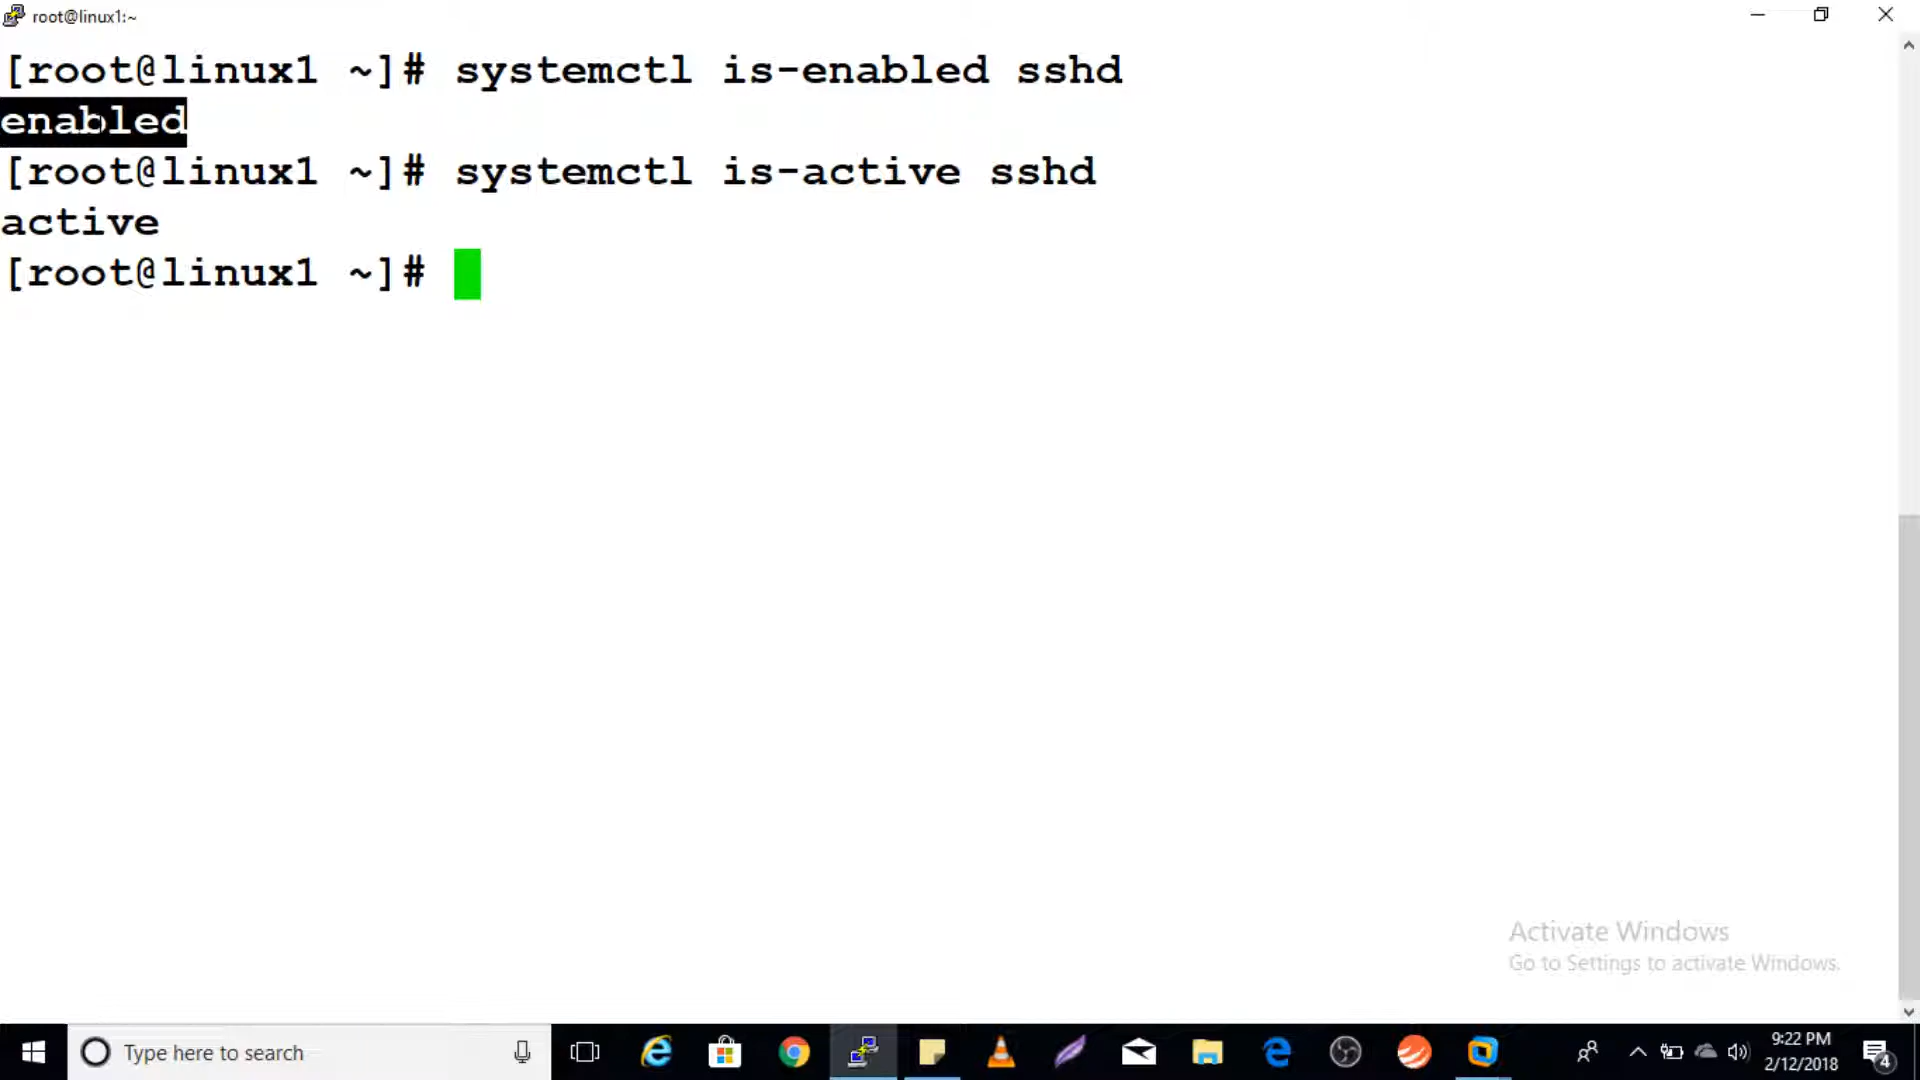 root@linux1:~
[root@linux1 ~]# systemctl is-enabled sshd
enabled
[root@linux1 ~]# systemctl is-active sshd
active
[root@linux1 ~]#
Activate Windows
Go to Settings to activate Windows.
Type here to search
9:22 PM
2/12/2018
4